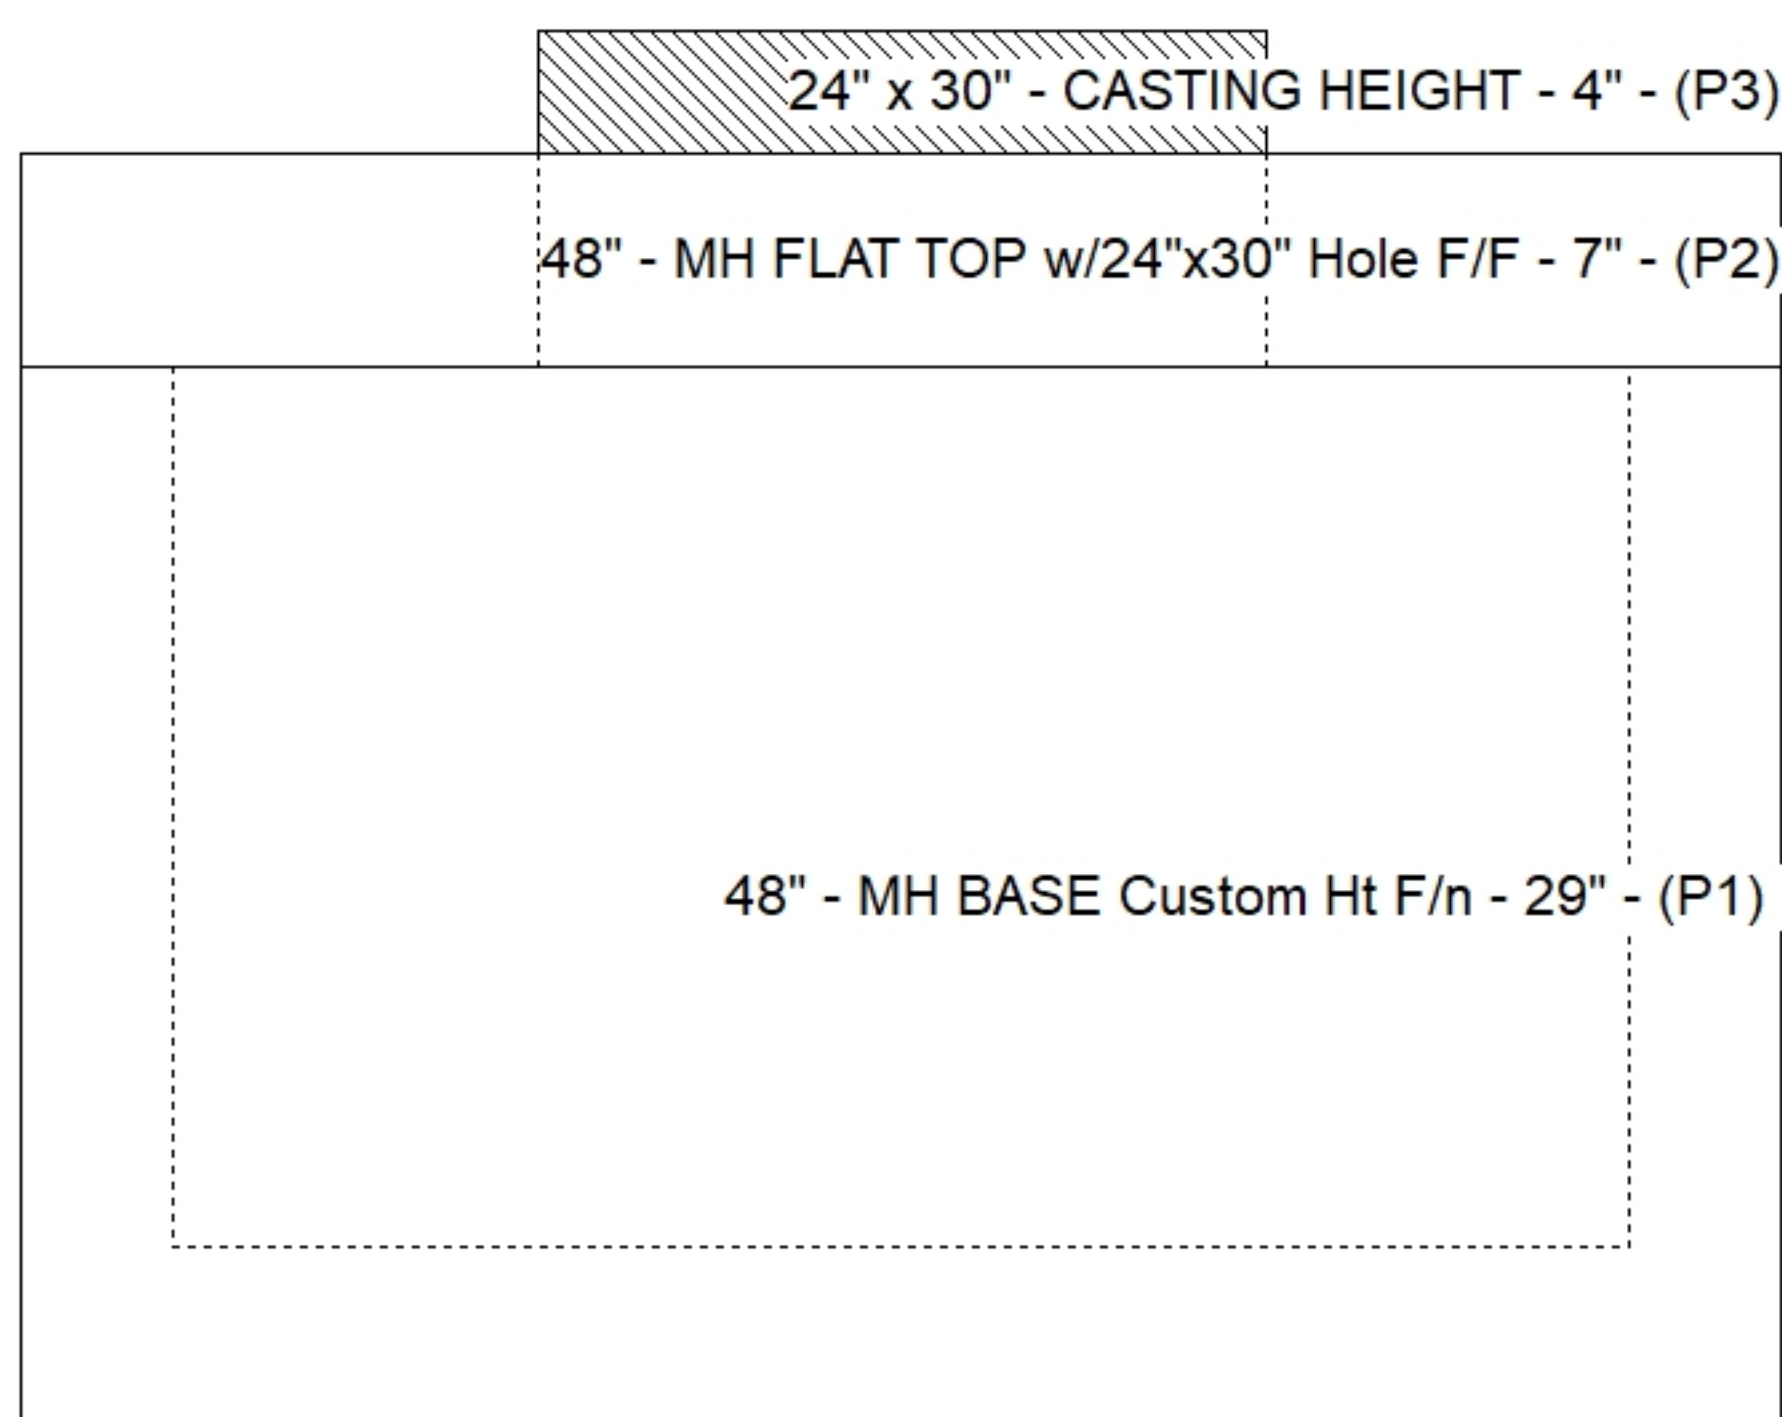 24" x 30" - CASTING HEIGHT - 4" - (P3)
48" - MH FLAT TOP w/24"x30" Hole F/F - 7" - (P2)
48" - MH BASE Custom Ht F/n - 29" - (P1)